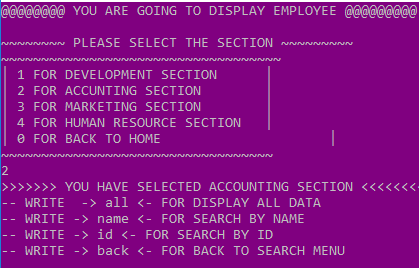 @@@@@@@@ YOU ARE GOING TO DISPLAY EMPLOYEE @@@@@@@@@
~~~~~~~~ PLEASE SELECT THE SECTION ~~~~~~~~~
~~~~~~~~~~~~~~~~~~~~~~~~~~~~~~~~~~~
| 1 FOR DEVELOPMENT SECTION      |
| 2 FOR ACCUNTING SECTION        |
| 3 FOR MARKETING SECTION        |
| 4 FOR HUMAN RESOURCE SECTION   |
| 0 FOR BACK TO HOME                     |
~~~~~~~~~~~~~~~~~~~~~~~~~~~~~~~~~~
2
>>>>>>> YOU HAVE SELECTED ACCOUNTING SECTION <<<<<<<
-- WRITE  -> all <- FOR DISPLAY ALL DATA
-- WRITE -> name <- FOR SEARCH BY NAME
-- WRITE -> id <- FOR SEARCH BY ID
-- WRITE -> back <- FOR BACK TO SEARCH MENU